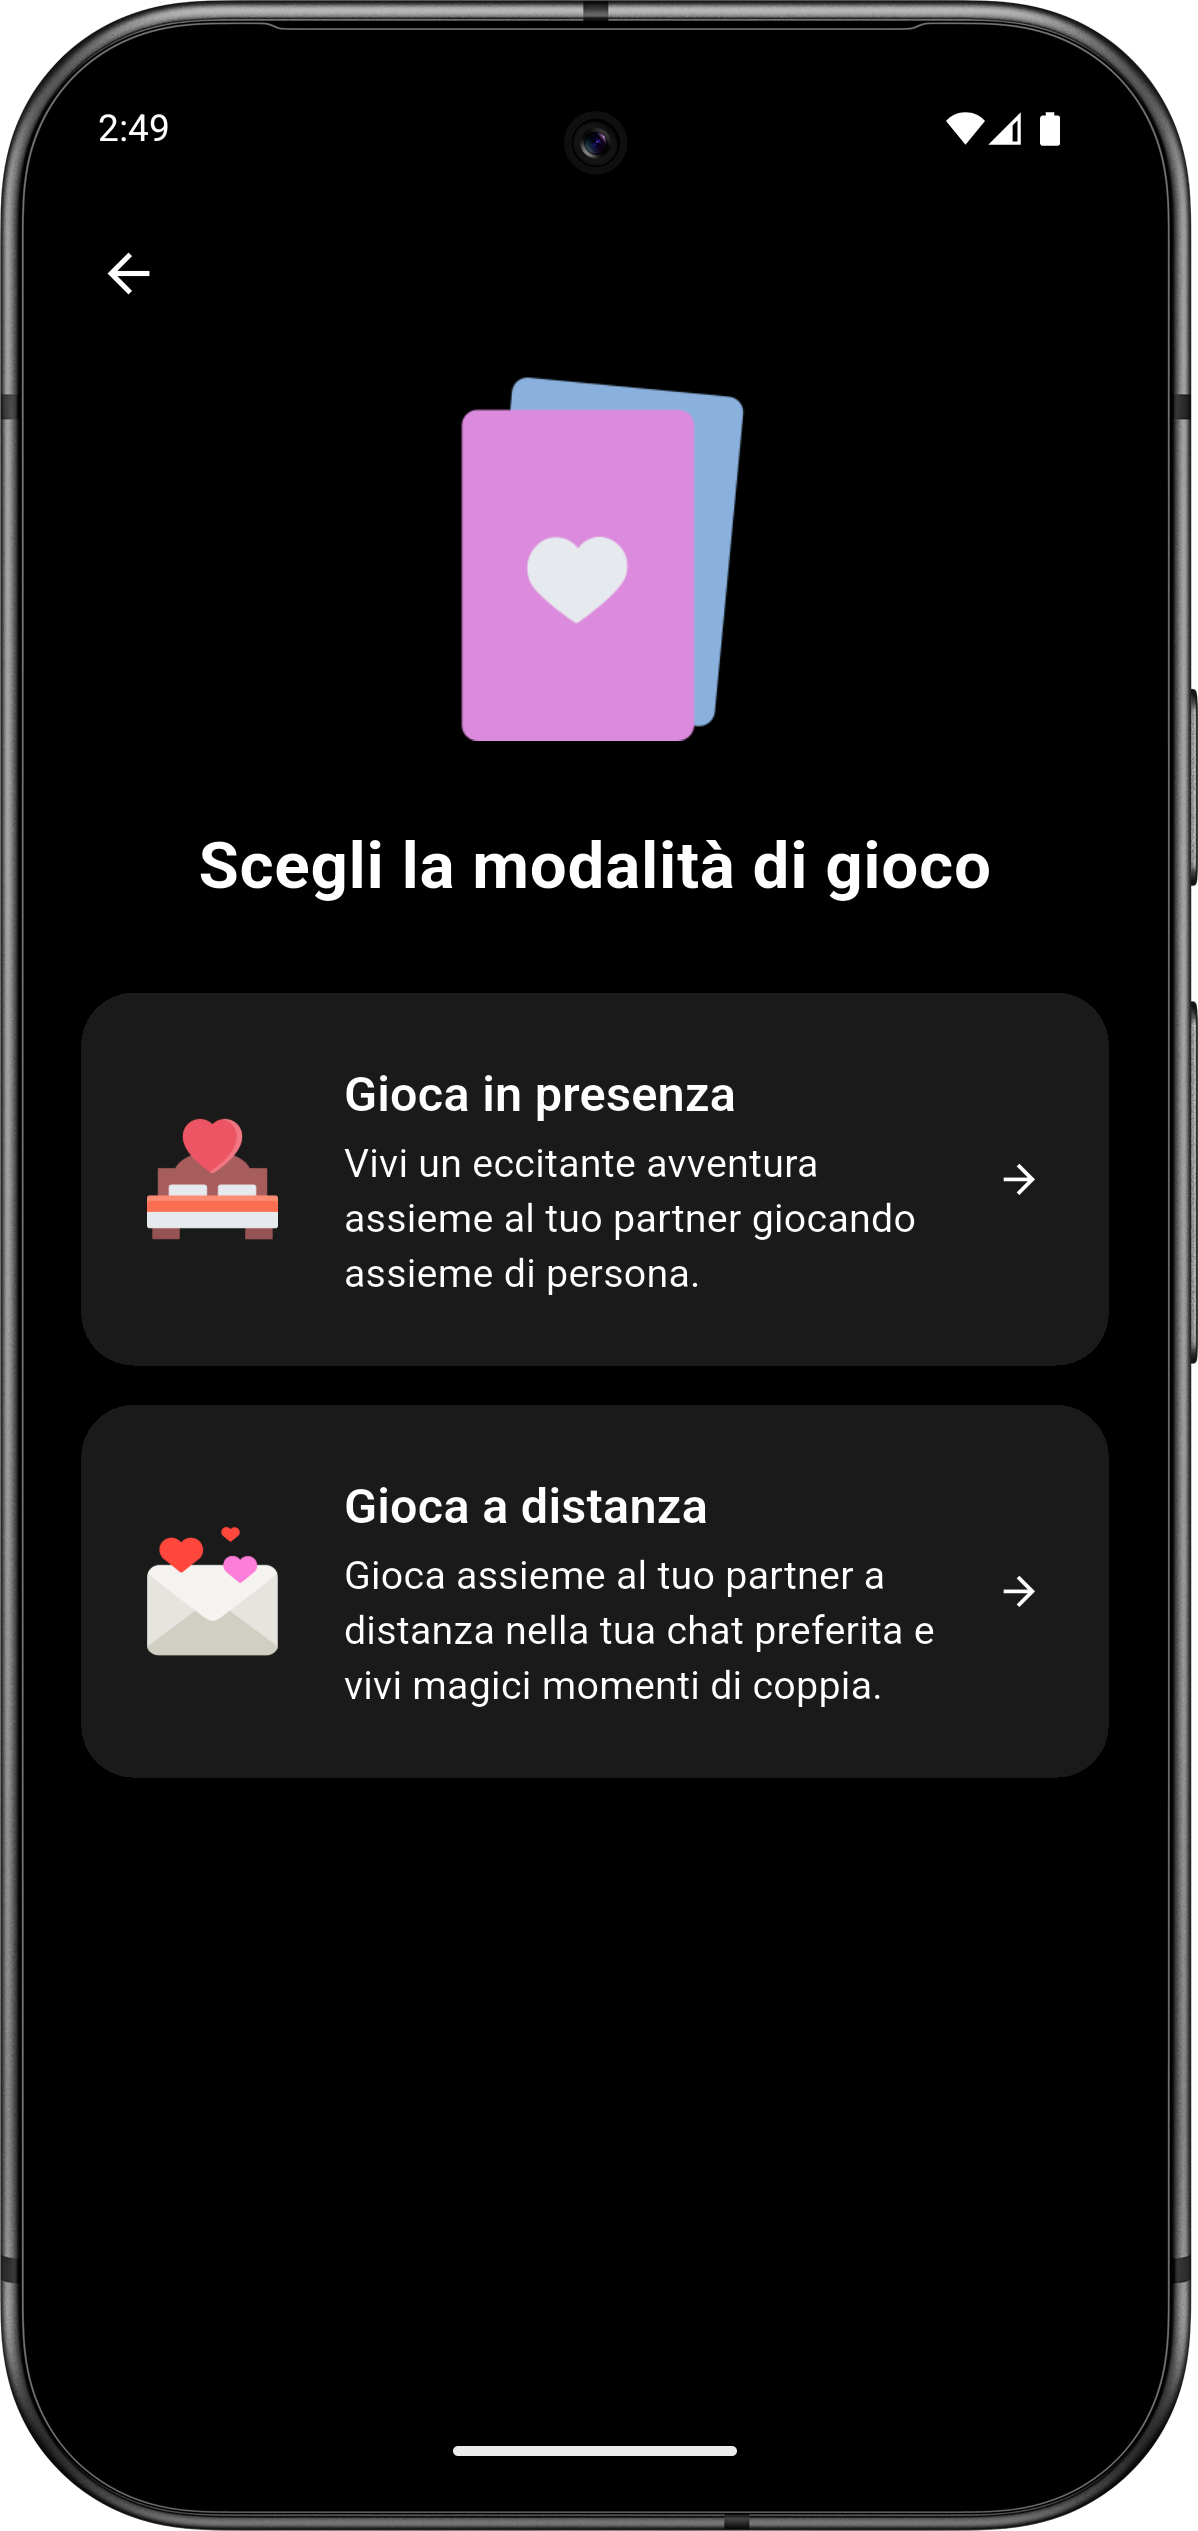 2:49
Scegli la modalità di gioco
Gioca in presenza
Vivi un eccitante avventura
assieme al tuo partner giocando
assieme di persona.
Gioca a distanza
Gioca assieme al tuo partner a
distanza nella tua chat preferita e
vivi magici momenti di coppia.